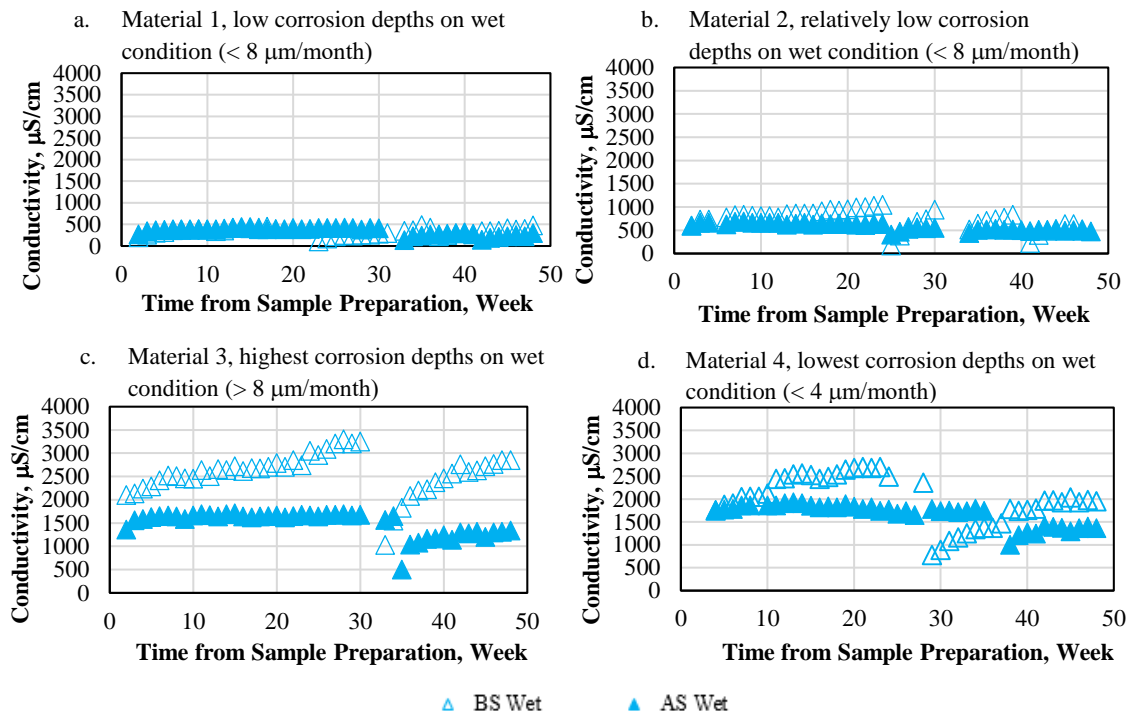 a. Material 1, low corrosion depths on wet
condition (< 8 μm/month)
4000
3500
3000
2500
2000
1500
1000
500
0
Conductivity, μS/cm
0 10 20 30 40 50
Time from Sample Preparation, Week
b. Material 2, relatively low corrosion
depths on wet condition (< 8 μm/month)
4000
3500
3000
2500
2000
1500
1000
500
0
Conductivity, μS/cm
0 10 20 30 40 50
Time from Sample Preparation, Week
c. Material 3, highest corrosion depths on wet
condition (> 8 μm/month)
4000
3500
3000
2500
2000
1500
1000
500
0
Conductivity, μS/cm
0 10 20 30 40 50
Time from Sample Preparation, Week
d. Material 4, lowest corrosion depths on wet
condition (< 4 μm/month)
4000
3500
3000
2500
2000
1500
1000
500
0
Conductivity, μS/cm
0 10 20 30 40 50
Time from Sample Preparation, Week
BS Wet AS Wet